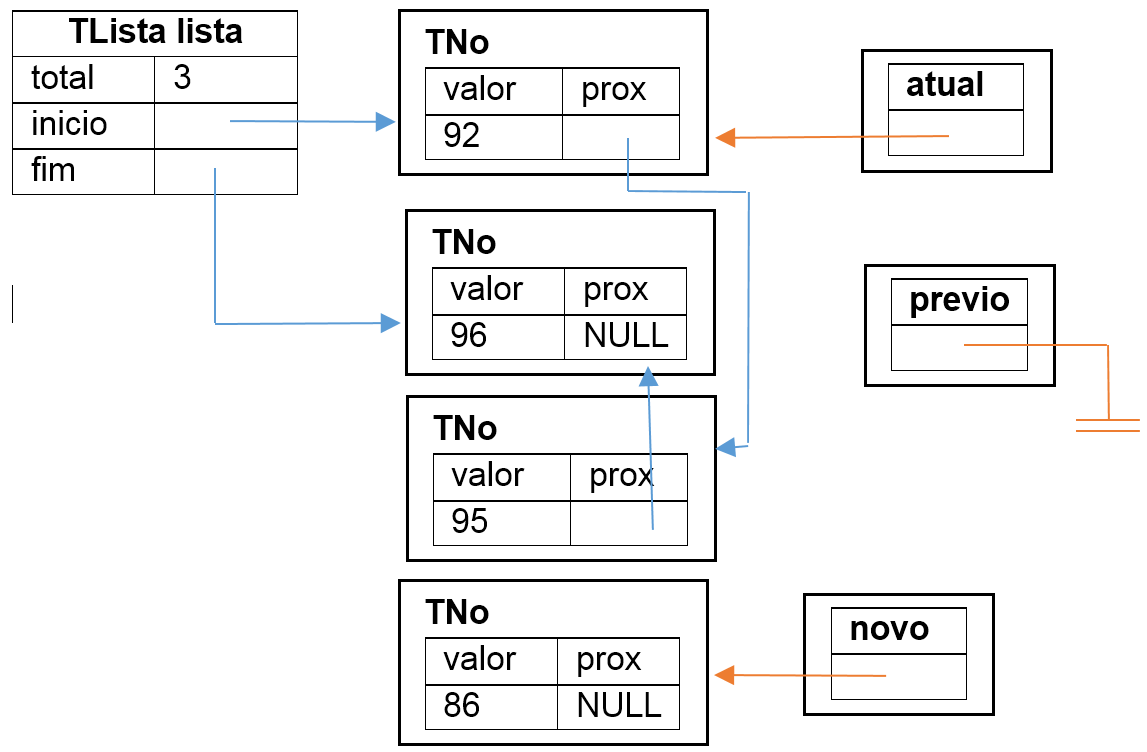 TLista lista
total 3
inicio
fim
TNo
valor prox
92
atual
TNo
valor prox
96 NULL
previo
TNo
valor prox
95
TNo
valor prox
86 NULL
novo